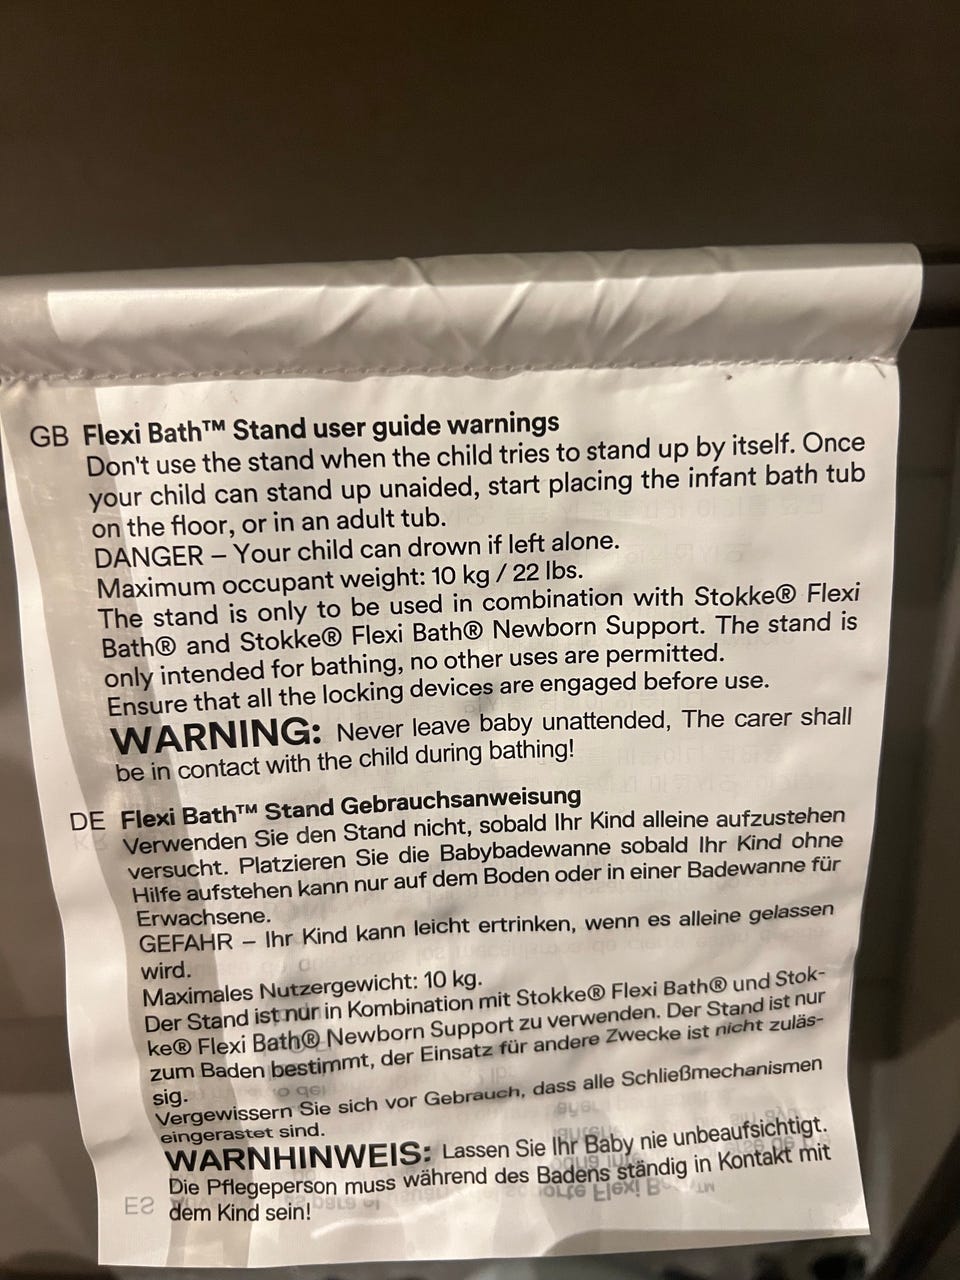 GB Flexi Bath™ Stand user guide warnings
Don't use the stand when the child tries to stand up by itself. Once
your child can stand up unaided, start placing the infant bath tub
on the floor, or in an adult tub.
DANGER – Your child can drown if left alone.
Maximum occupant weight: 10 kg / 22 lbs.
The stand is only to be used in combination with Stokke® Flexi
Bath® and Stokke® Flexi Bath® Newborn Support. The stand is
only intended for bathing, no other uses are permitted.
Ensure that all the locking devices are engaged before use.
WARNING: Never leave baby unattended, The carer shall
be in contact with the child during bathing!
DE Flexi Bath™ Stand Gebrauchsanweisung
Verwenden Sie den Stand nicht, sobald Ihr Kind alleine aufzustehen
versucht. Platzieren Sie die Babybadewanne sobald Ihr Kind ohne
Hilfe aufstehen kann nur auf dem Boden oder in einer Badewanne für
Erwachsene.
GEFAHR – Ihr Kind kann leicht ertrinken, wenn es alleine gelassen
wird.
Maximales Nutzergewicht: 10 kg.
Der Stand ist nur in Kombination mit Stokke® Flexi Bath® und Stok-
ke® Flexi Bath® Newborn Support zu verwenden. Der Stand ist nur
zum Baden bestimmt, der Einsatz für andere Zwecke ist nicht zuläs-
sig.
Vergewissern Sie sich vor Gebrauch, dass alle Schließmechanismen
eingerastet sind.
WARNHINWEIS: Lassen Sie Ihr Baby nie unbeaufsichtigt.
Die Pflegeperson muss während des Badens ständig in Kontakt mit
dem Kind sein!